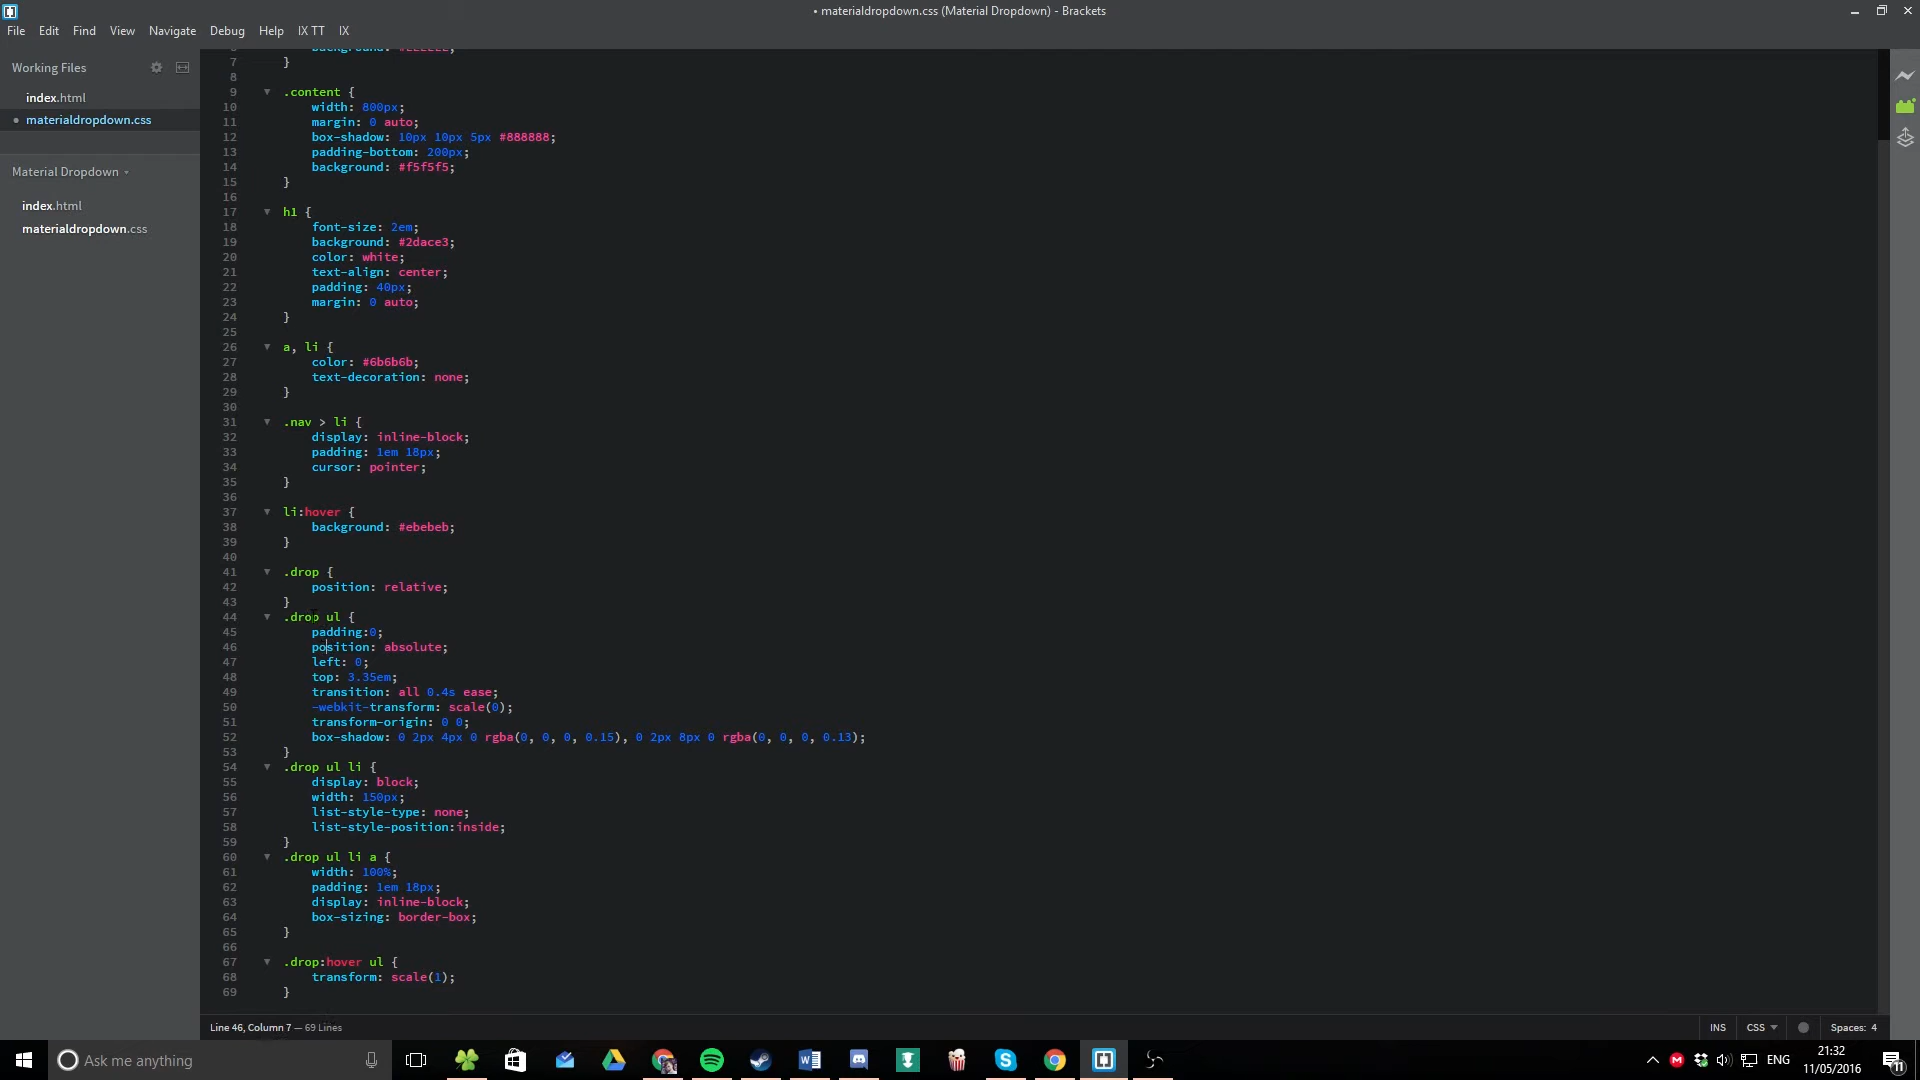 • materialdropdown.css (Material Dropdown) - Brackets
File Edit Find View Navigate Debug Help IX TT IX
Working Files
index.html
• materialdropdown.css
Material Dropdown
index.html
materialdropdown.css
7 }
8
9 .content {
10 width: 800px;
11 margin: 0 auto;
12 box-shadow: 10px 10px 5px #888888;
13 padding-bottom: 200px;
14 background: #f5f5f5;
15 }
16
17 h1 {
18 font-size: 2em;
19 background: #2dace3;
20 color: white;
21 text-align: center;
22 padding: 40px;
23 margin: 0 auto;
24 }
25
26 a, li {
27 color: #6b6b6b;
28 text-decoration: none;
29 }
30
31 .nav > li {
32 display: inline-block;
33 padding: 1em 18px;
34 cursor: pointer;
35 }
36
37 li:hover {
38 background: #ebebeb;
39 }
40
41 .drop {
42 position: relative;
43 }
44 .drop ul {
45 padding:0;
46 position: absolute;
47 left: 0;
48 top: 3.35em;
49 transition: all 0.4s ease;
50 -webkit-transform: scale(0);
51 transform-origin: 0 0;
52 box-shadow: 0 2px 4px 0 rgba(0, 0, 0, 0.15), 0 2px 8px 0 rgba(0, 0, 0, 0.13);
53 }
54 .drop ul li {
55 display: block;
56 width: 150px;
57 list-style-type: none;
58 list-style-position:inside;
59 }
60 .drop ul li a {
61 width: 100%;
62 padding: 1em 18px;
63 display: inline-block;
64 box-sizing: border-box;
65 }
66
67 .drop:hover ul {
68 transform: scale(1);
69 }
Line 46, Column 7 — 69 Lines
INS CSS Spaces: 4
Ask me anything
ENG
21:32
11/05/2016
11